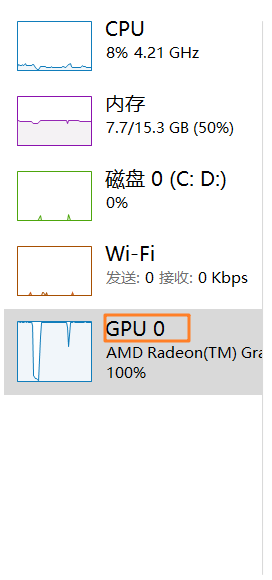 CPU
8% 4.21 GHz
内存
7.7/15.3 GB (50%)
磁盘 0 (C: D:)
0%
Wi-Fi
发送: 0 接收: 0 Kbps
GPU 0
AMD Radeon(TM) Gra
100%